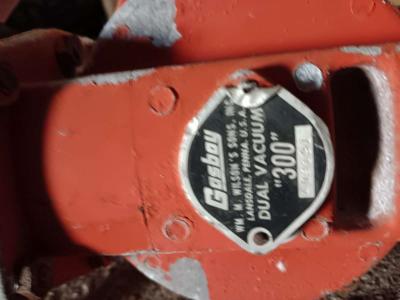 Gasboy
WM. M. WILSON'S SONS, INC.
LANSDALE, PENNA. U.S.A.
DUAL VACUUM
"300"